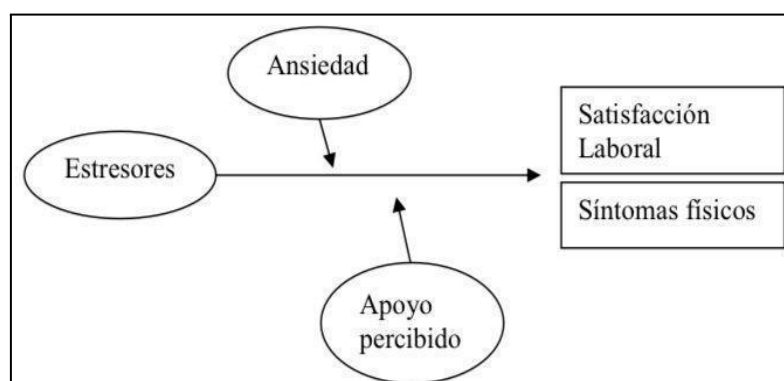 Ansiedad
Estresores
Satisfacción
Laboral
Síntomas físicos
Apoyo
percibido